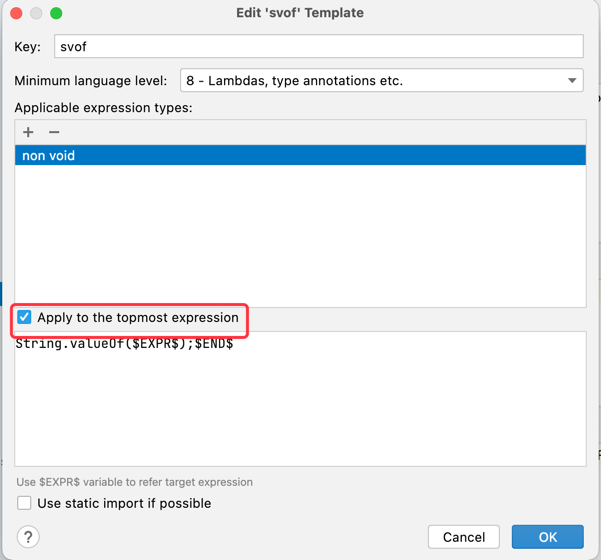 Edit 'svof' Template
Key: svof
Minimum language level: 8 - Lambdas, type annotations etc.
Applicable expression types:
+ −
non void
Apply to the topmost expression
String.valueOf($EXPR$);$END$
Use $EXPR$ variable to refer target expression
Use static import if possible
? Cancel OK